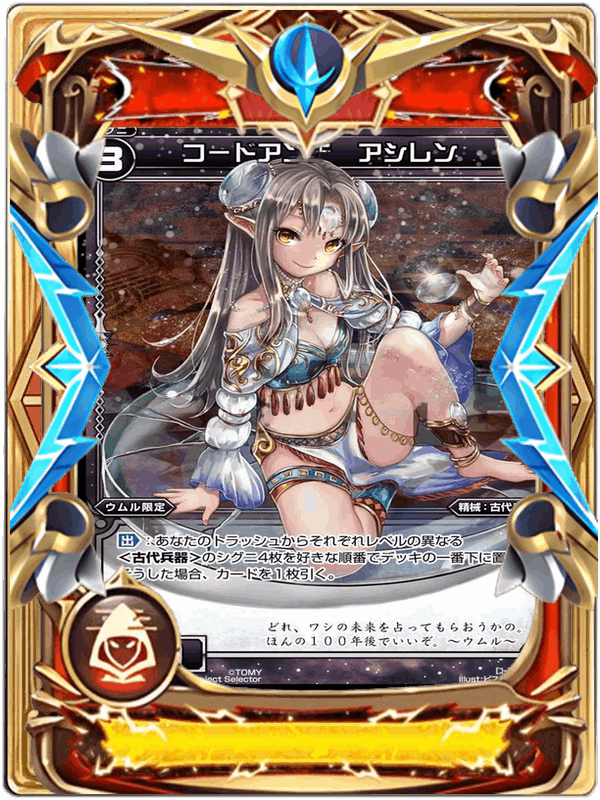 3
コードアン アシレン
ウムル限定
精械：古代
出：あなたのトラッシュからそれぞれレベルの異なる
＜古代兵器＞のシグニ4枚を好きな順番でデッキの一番下に置
そうした場合、カードを1枚引く。
どれ、ワシの未来を占ってもらおうかの。
ほんの１００年後でいいぞ。～ウムル～
©TOMY
lect Selector
Illust:ピス